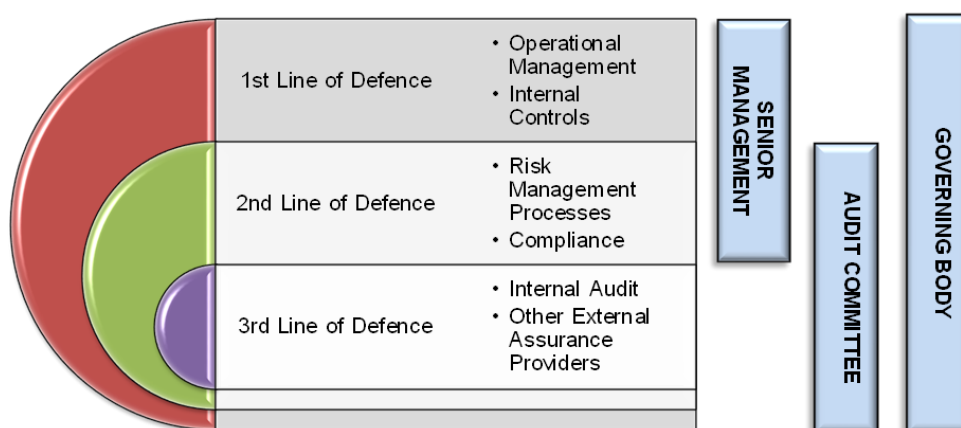 1st Line of Defence
• Operational
Management
• Internal
Controls
2nd Line of Defence
• Risk
Management
Processes
• Compliance
3rd Line of Defence
• Internal Audit
• Other External
Assurance
Providers
SENIOR
MANAGEMENT
AUDIT COMMITTEE
GOVERNING BODY